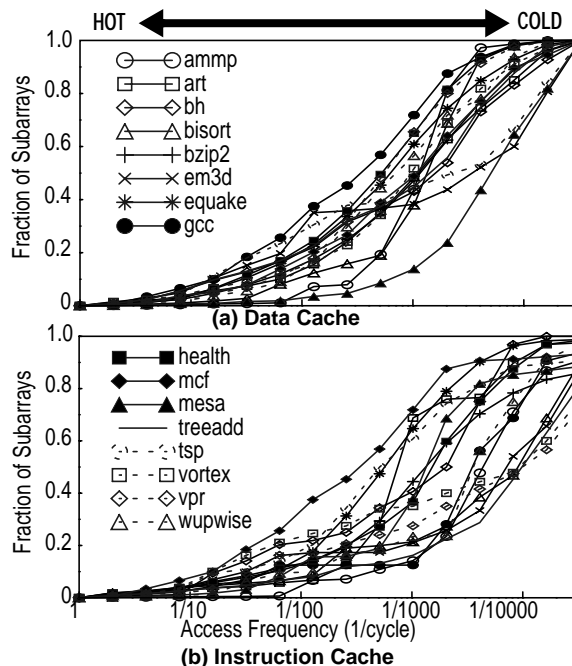 HOT COLD
1.0
0.8
0.6
0.4
0.2
0
Fraction of Subarrays
ammp
art
bh
bisort
bzip2
em3d
equake
gcc
(a) Data Cache
1.0
0.8
0.6
0.4
0.2
0
Fraction of Subarrays
health
mcf
mesa
treeadd
tsp
vortex
vpr
wupwise
1 1/10 1/100 1/1000 1/10000
Access Frequency (1/cycle)
(b) Instruction Cache